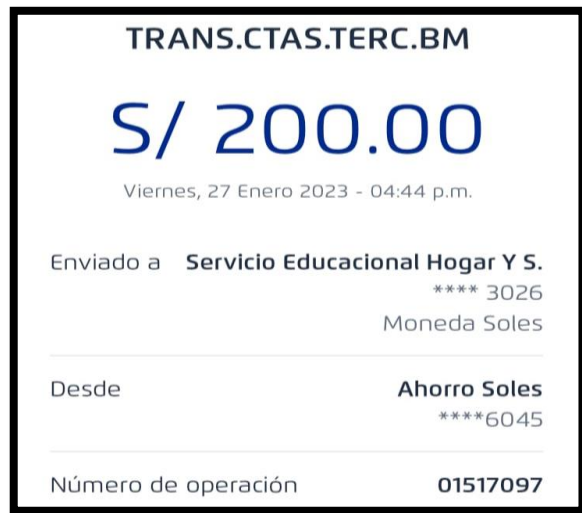 TRANS.CTAS.TERC.BM
S/ 200.00
Viernes, 27 Enero 2023 - 04:44 p.m.
Enviado a Servicio Educacional Hogar Y S.
**** 3026
Moneda Soles
Desde Ahorro Soles
****6045
Número de operación 01517097